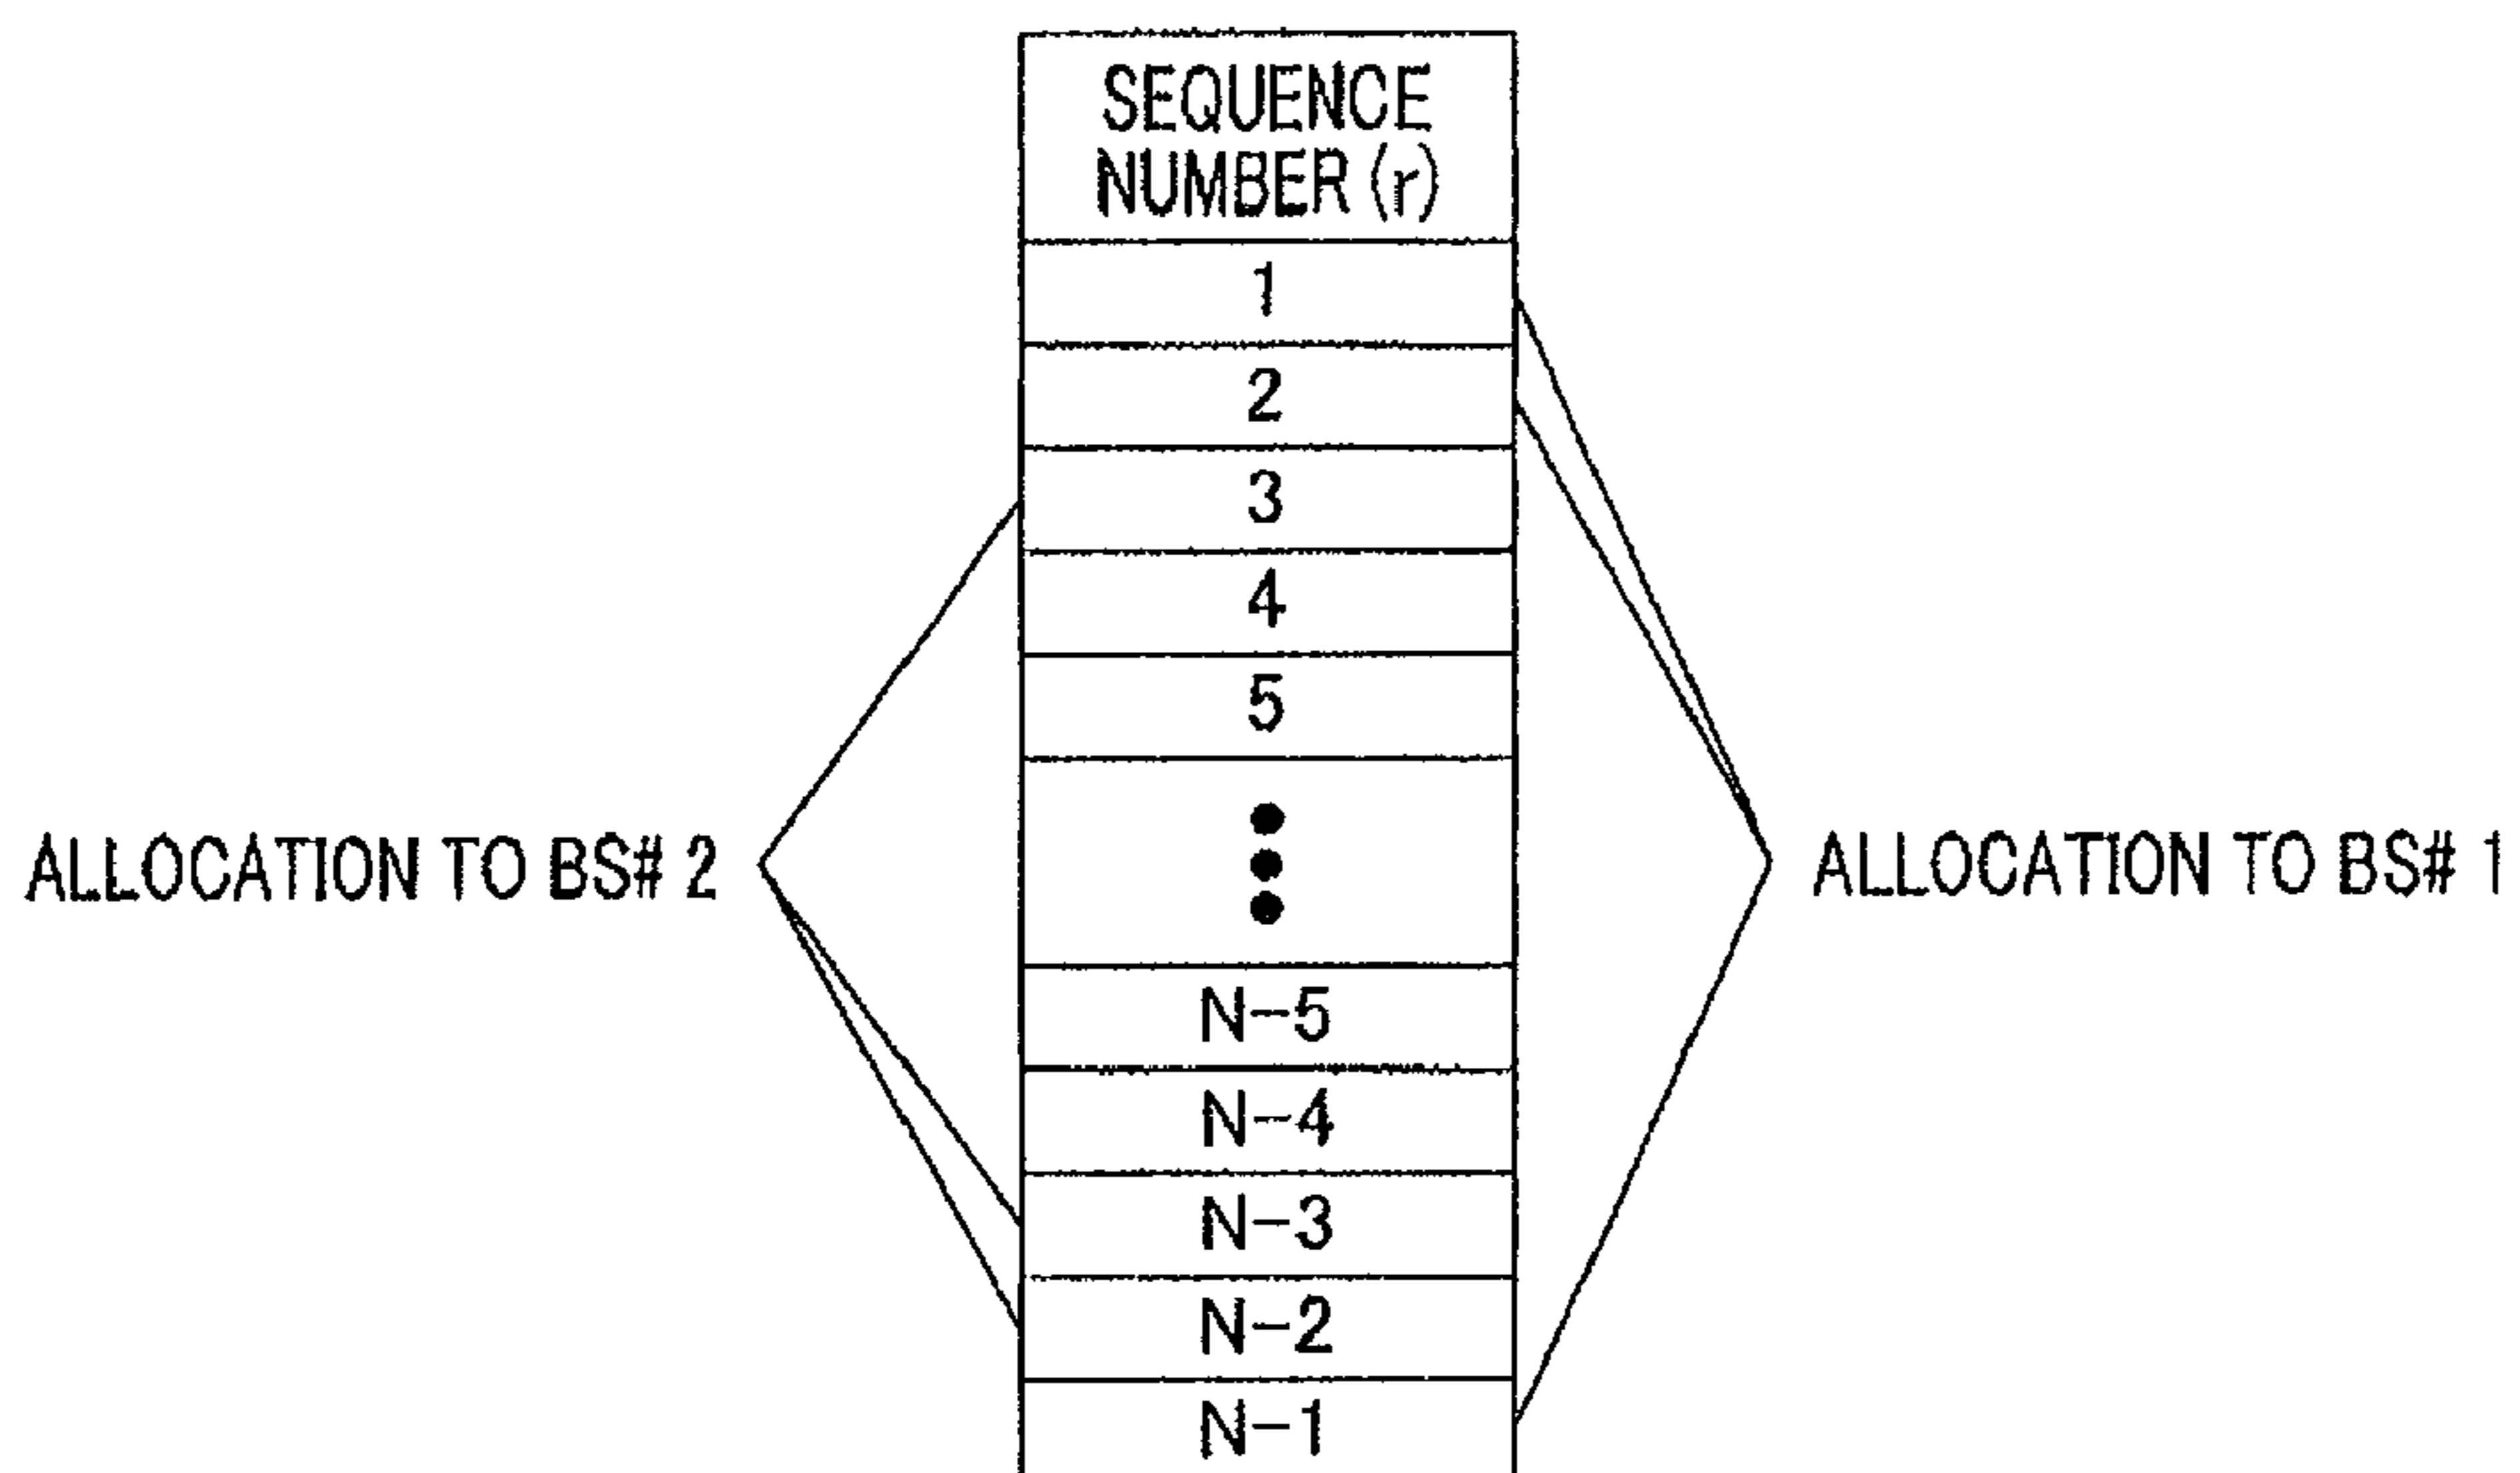 SEQUENCE
NUMBER (r)
1
2
3
4
5
ALLOCATION TO BS# 2
ALLOCATION TO BS# 1
N-5
N-4
N-3
N-2
N-1